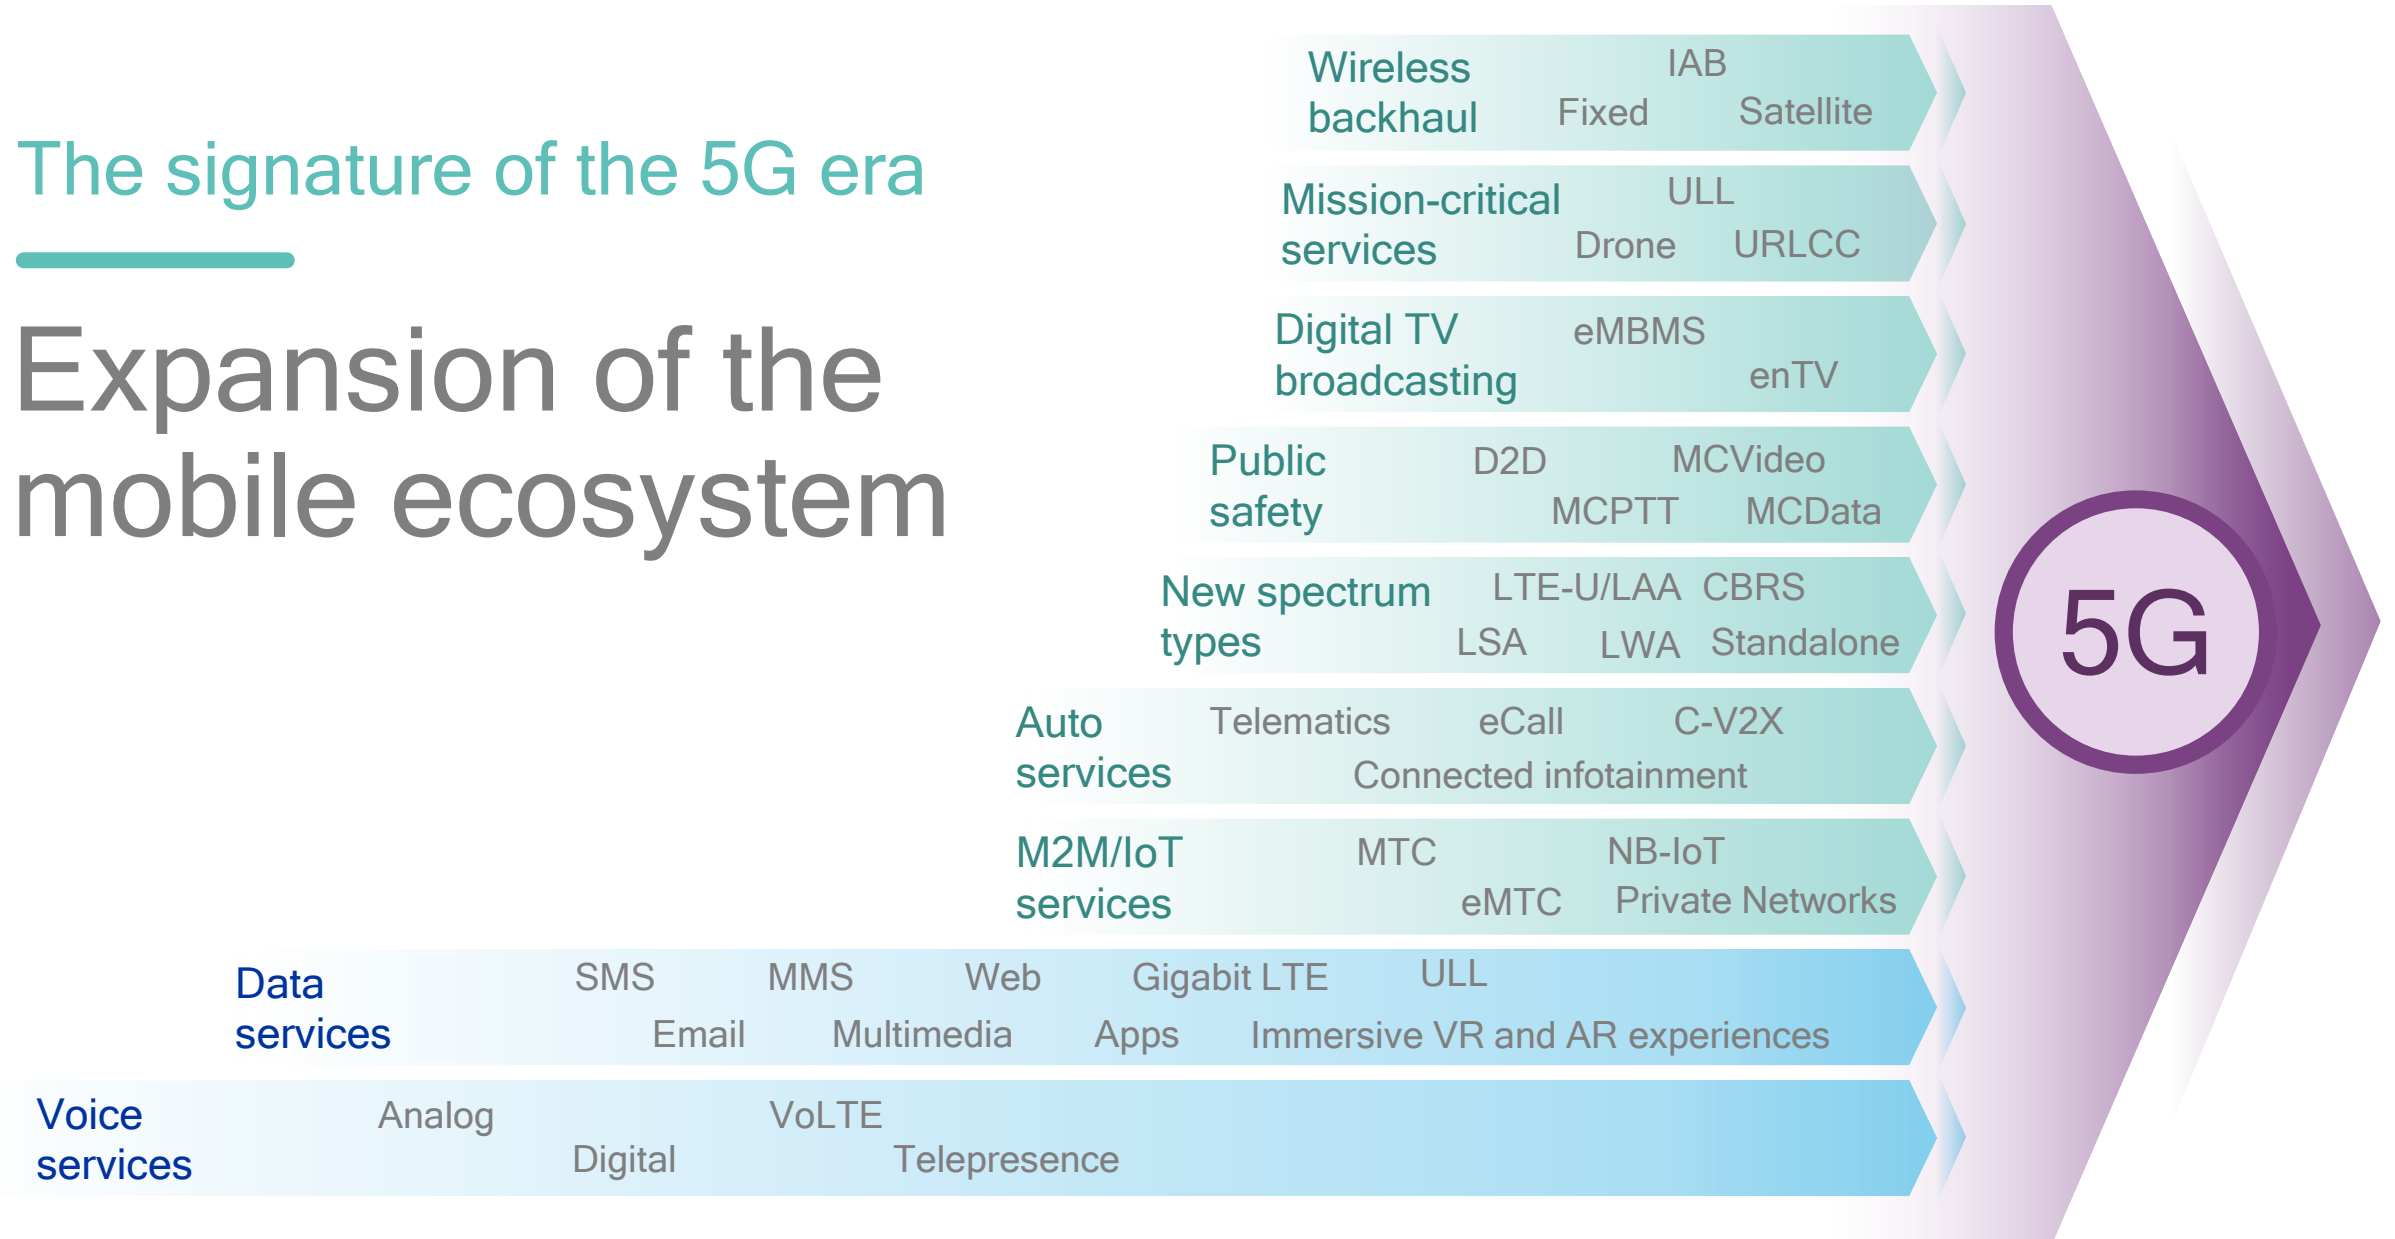 The signature of the 5G era
Expansion of the
mobile ecosystem
Wireless
backhaul
IAB
Fixed
Satellite
Mission-critical
services
ULL
Drone
URLCC
Digital TV
broadcasting
eMBMS
enTV
Public
safety
D2D
MCVideo
MCPTT
MCData
New spectrum
types
LTE-U/LAA
CBRS
LSA
LWA
Standalone
Auto
services
Telematics
eCall
C-V2X
Connected infotainment
M2M/IoT
services
MTC
NB-IoT
eMTC
Private Networks
Data
services
SMS
MMS
Web
Gigabit LTE
ULL
Email
Multimedia
Apps
Immersive VR and AR experiences
Voice
services
Analog
VoLTE
Digital
Telepresence
5G